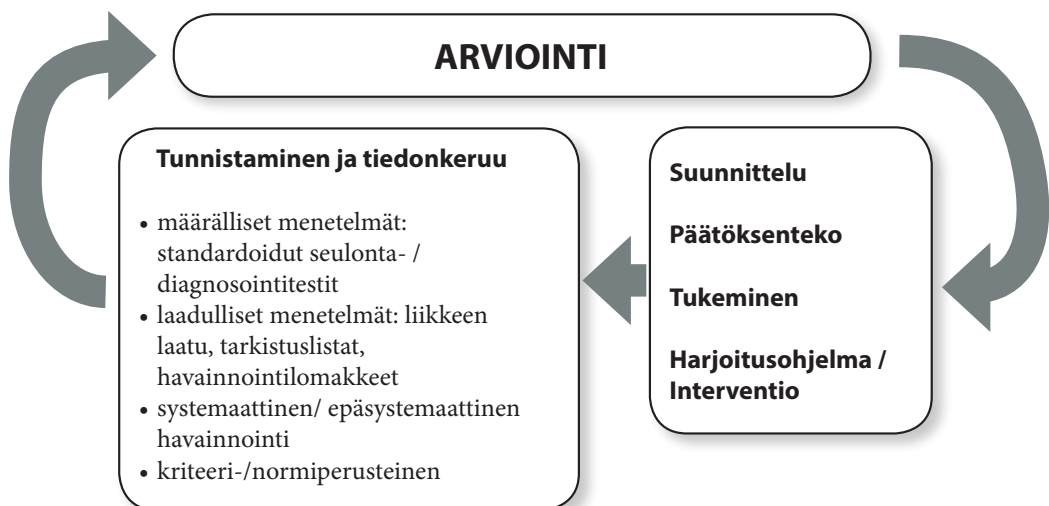 ARVIOINTI
Tunnistaminen ja tiedonkeruu
• määrälliset menetelmät:
standardoidut seulonta- /
diagnosointitestit
• laadulliset menetelmät: liikkeen
laatu, tarkistuslistat,
havainnointilomakkeet
• systemaattinen/ epäsystemaattinen
havainnointi
• kriteeri-/normiperusteinen
Suunnittelu
Päätöksenteko
Tukeminen
Harjoitusohjelma /
Interventio